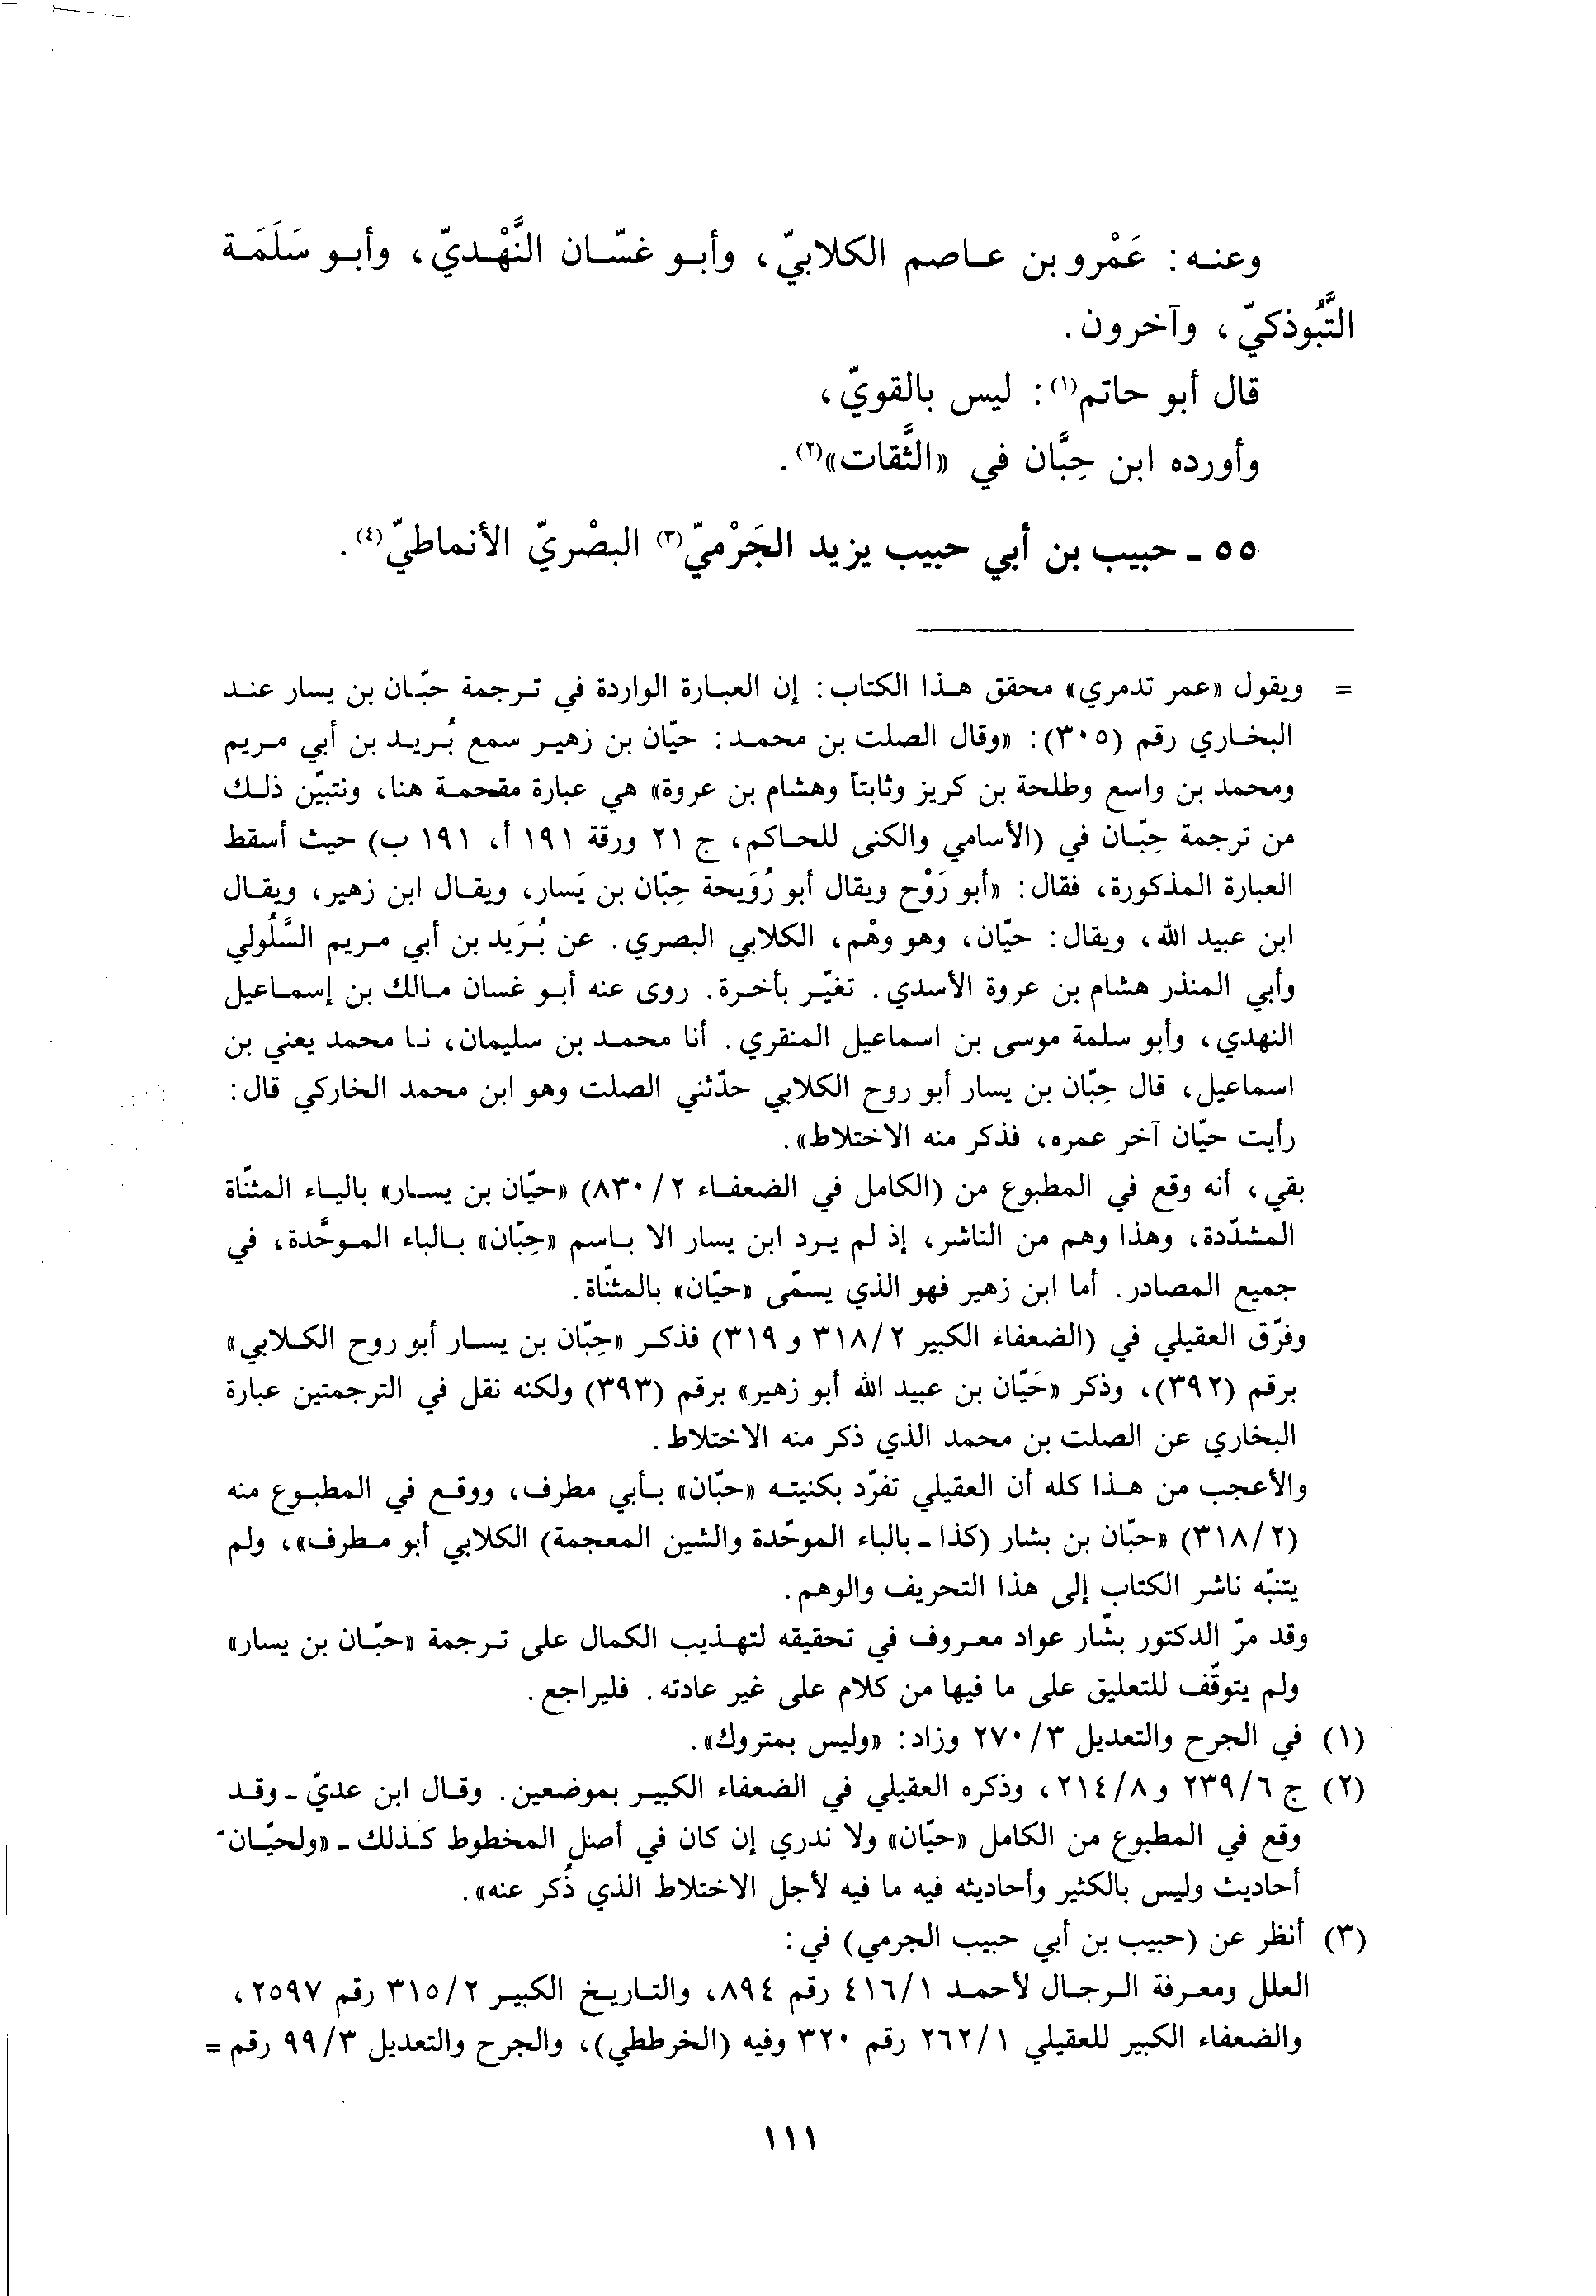 وعنه: عَمْرو بن عاصم الكلابيّ، وأبو غسّان النَّهْديّ، وأبو سَلَمَة
التَّبُوذكيّ، وآخرون.
قال أبو حاتم(١): ليس بالقويّ،
وأورده ابن حِبَّان في «الثَّقات»(٢).
٥٥ ـ حبيب بن أبي حبيب يزيد الجَرْميّ(٣) البصْريّ الأنماطيّ(٤).
= ويقول «عمر تدمري» محقق هذا الكتاب: إن العبارة الواردة في ترجمة حبّان بن يسار عند
البخاري رقم (٣٠٥): «وقال الصلت بن محمد: حيّان بن زهير سمع بُريد بن أبي مريم
ومحمد بن واسع وطلحة بن كريز وثابتاً وهشام بن عروة» هي عبارة مقحمة هنا، ونتبيّن ذلك
من ترجمة حِبّان في (الأسامي والكنى للحاكم، ج ٢١ ورقة ١٩١ أ، ١٩١ ب) حيث أسقط
العبارة المذكورة، فقال: «أبو رَوْح ويقال أبو رُوَيحة حِبّان بن يَسار، ويقال ابن زهير، ويقال
ابن عبيد الله، ويقال: حيّان، وهو وهْم، الكلابي البصري. عن بُرَيد بن أبي مريم السَّلُولي
وأبي المنذر هشام بن عروة الأسدي. تغيّر بأخرة. روى عنه أبو غسان مالك بن إسماعيل
النهدي، وأبو سلمة موسى بن اسماعيل المنقري. أنا محمد بن سليمان، نا محمد يعني بن
اسماعيل، قال حِبّان بن يسار أبو روح الكلابي حدّثني الصلت وهو ابن محمد الخاركي قال:
رأيت حيّان آخر عمره، فذكر منه الاختلاط».
بقي، أنه وقع في المطبوع من (الكامل في الضعفاء ٢/ ٨٣٠) «حيّان بن يسار» بالياء المثنّاة
المشدّدة، وهذا وهم من الناشر، إذ لم يرد ابن يسار الا باسم «حِبّان» بالباء الموحَّدة، في
جميع المصادر. أما ابن زهير فهو الذي يسمّى «حيّان» بالمثنّاة.
وفرّق العقيلي في (الضعفاء الكبير ٢/ ٣١٨ و ٣١٩) فذكر «حِبّان بن يسار أبو روح الكلابي»
برقم (٣٩٢)، وذكر «حَيّان بن عبيد الله أبو زهير» برقم (٣٩٣) ولكنه نقل في الترجمتين عبارة
البخاري عن الصلت بن محمد الذي ذكر منه الاختلاط.
والأعجب من هذا كله أن العقيلي تفرّد بكنيته «حبّان» بأبي مطرف، ووقع في المطبوع منه
(٢/ ٣١٨) «حبّان بن بشار (كذا ـ بالباء الموحّدة والشين المعجمة) الكلابي أبو مطرف»، ولم
يتنبّه ناشر الكتاب إلى هذا التحريف والوهم.
وقد مرّ الدكتور بشّار عواد معروف في تحقيقه لتهذيب الكمال على ترجمة «حبّان بن يسار»
ولم يتوقّف للتعليق على ما فيها من كلام على غير عادته. فليراجع.
(١) في الجرح والتعديل ٣/ ٢٧٠ وزاد: «وليس بمتروك».
(٢) ج ٦/ ٢٣٩ و ٨/ ٢١٤، وذكره العقيلي في الضعفاء الكبير بموضعين. وقال ابن عديّ ـ وقد
وقع في المطبوع من الكامل «حيّان» ولا ندري إن كان في أصل المخطوط كذلك ـ «ولحيّان
أحاديث وليس بالكثير وأحاديثه فيه ما فيه لأجل الاختلاط الذي ذُكر عنه».
(٣) أنظر عن (حبيب بن أبي حبيب الجرمي) في:
العلل ومعرفة الرجال لأحمد ١/ ٤١٦ رقم ٨٩٤، والتاريخ الكبير ٢/ ٣١٥ رقم ٢٥٩٧،
والضعفاء الكبير للعقيلي ١/ ٢٦٢ رقم ٣٢٠ وفيه (الخرططي)، والجرح والتعديل ٣/ ٩٩ رقم =
١١١